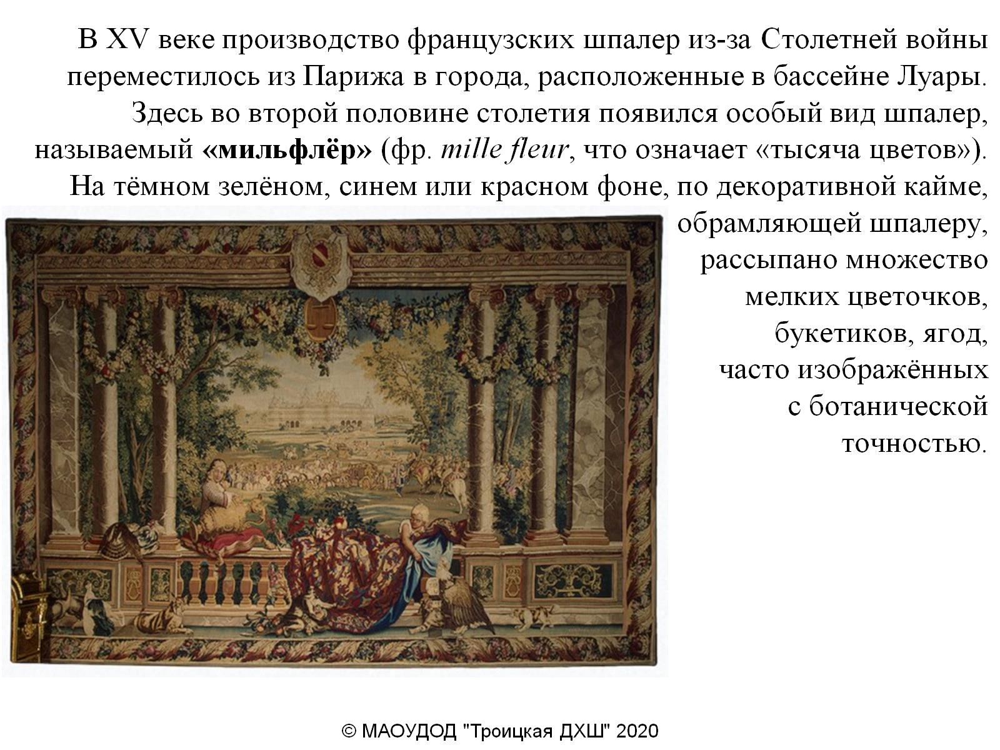 В XV веке производство французских шпалер из-за Столетней войны
переместилось из Парижа в города, расположенные в бассейне Луары.
Здесь во второй половине столетия появился особый вид шпалер,
называемый «мильфлёр» (фр. mille fleur, что означает «тысяча цветов»).
На тёмном зелёном, синем или красном фоне, по декоративной кайме,
обрамляющей шпалеру,
рассыпано множество
мелких цветочков,
букетиков, ягод,
часто изображённых
с ботанической
точностью.
© МАОУДОД "Троицкая ДХШ" 2020